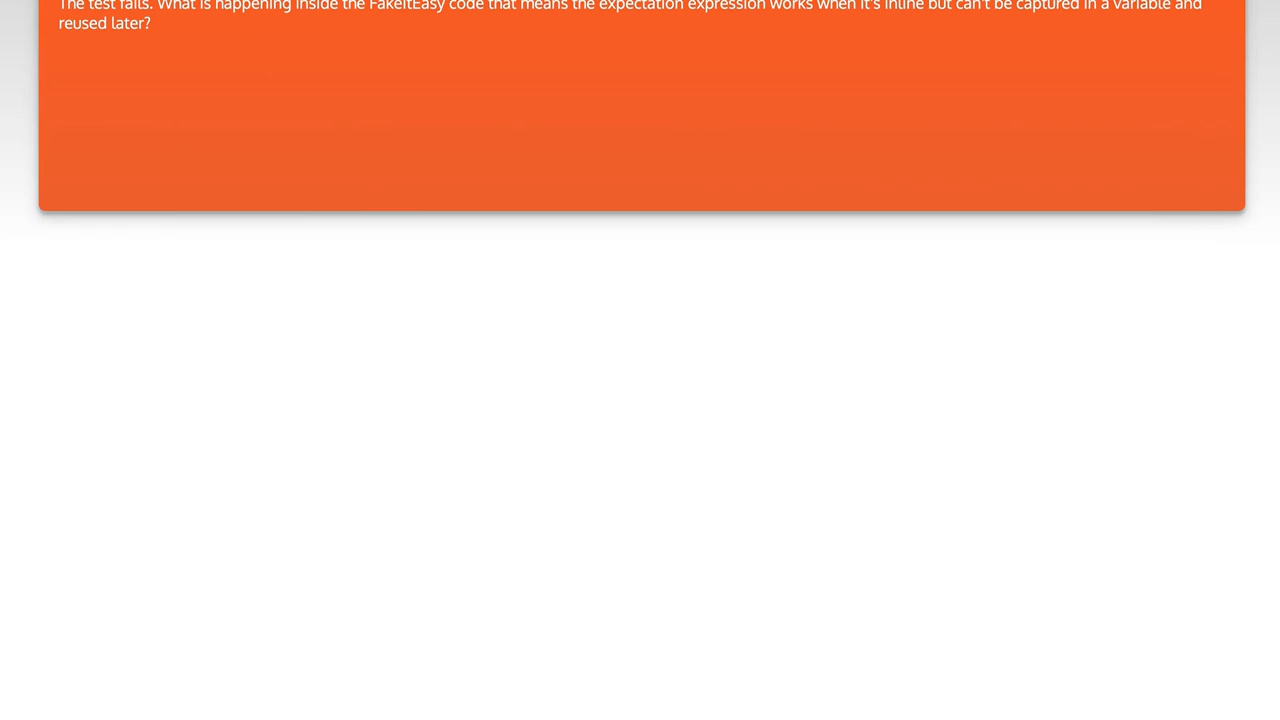 The test fails. What is happening inside the FakeItEasy code that means the expectation expression works when it's inline but can't be captured in a variable and
reused later?